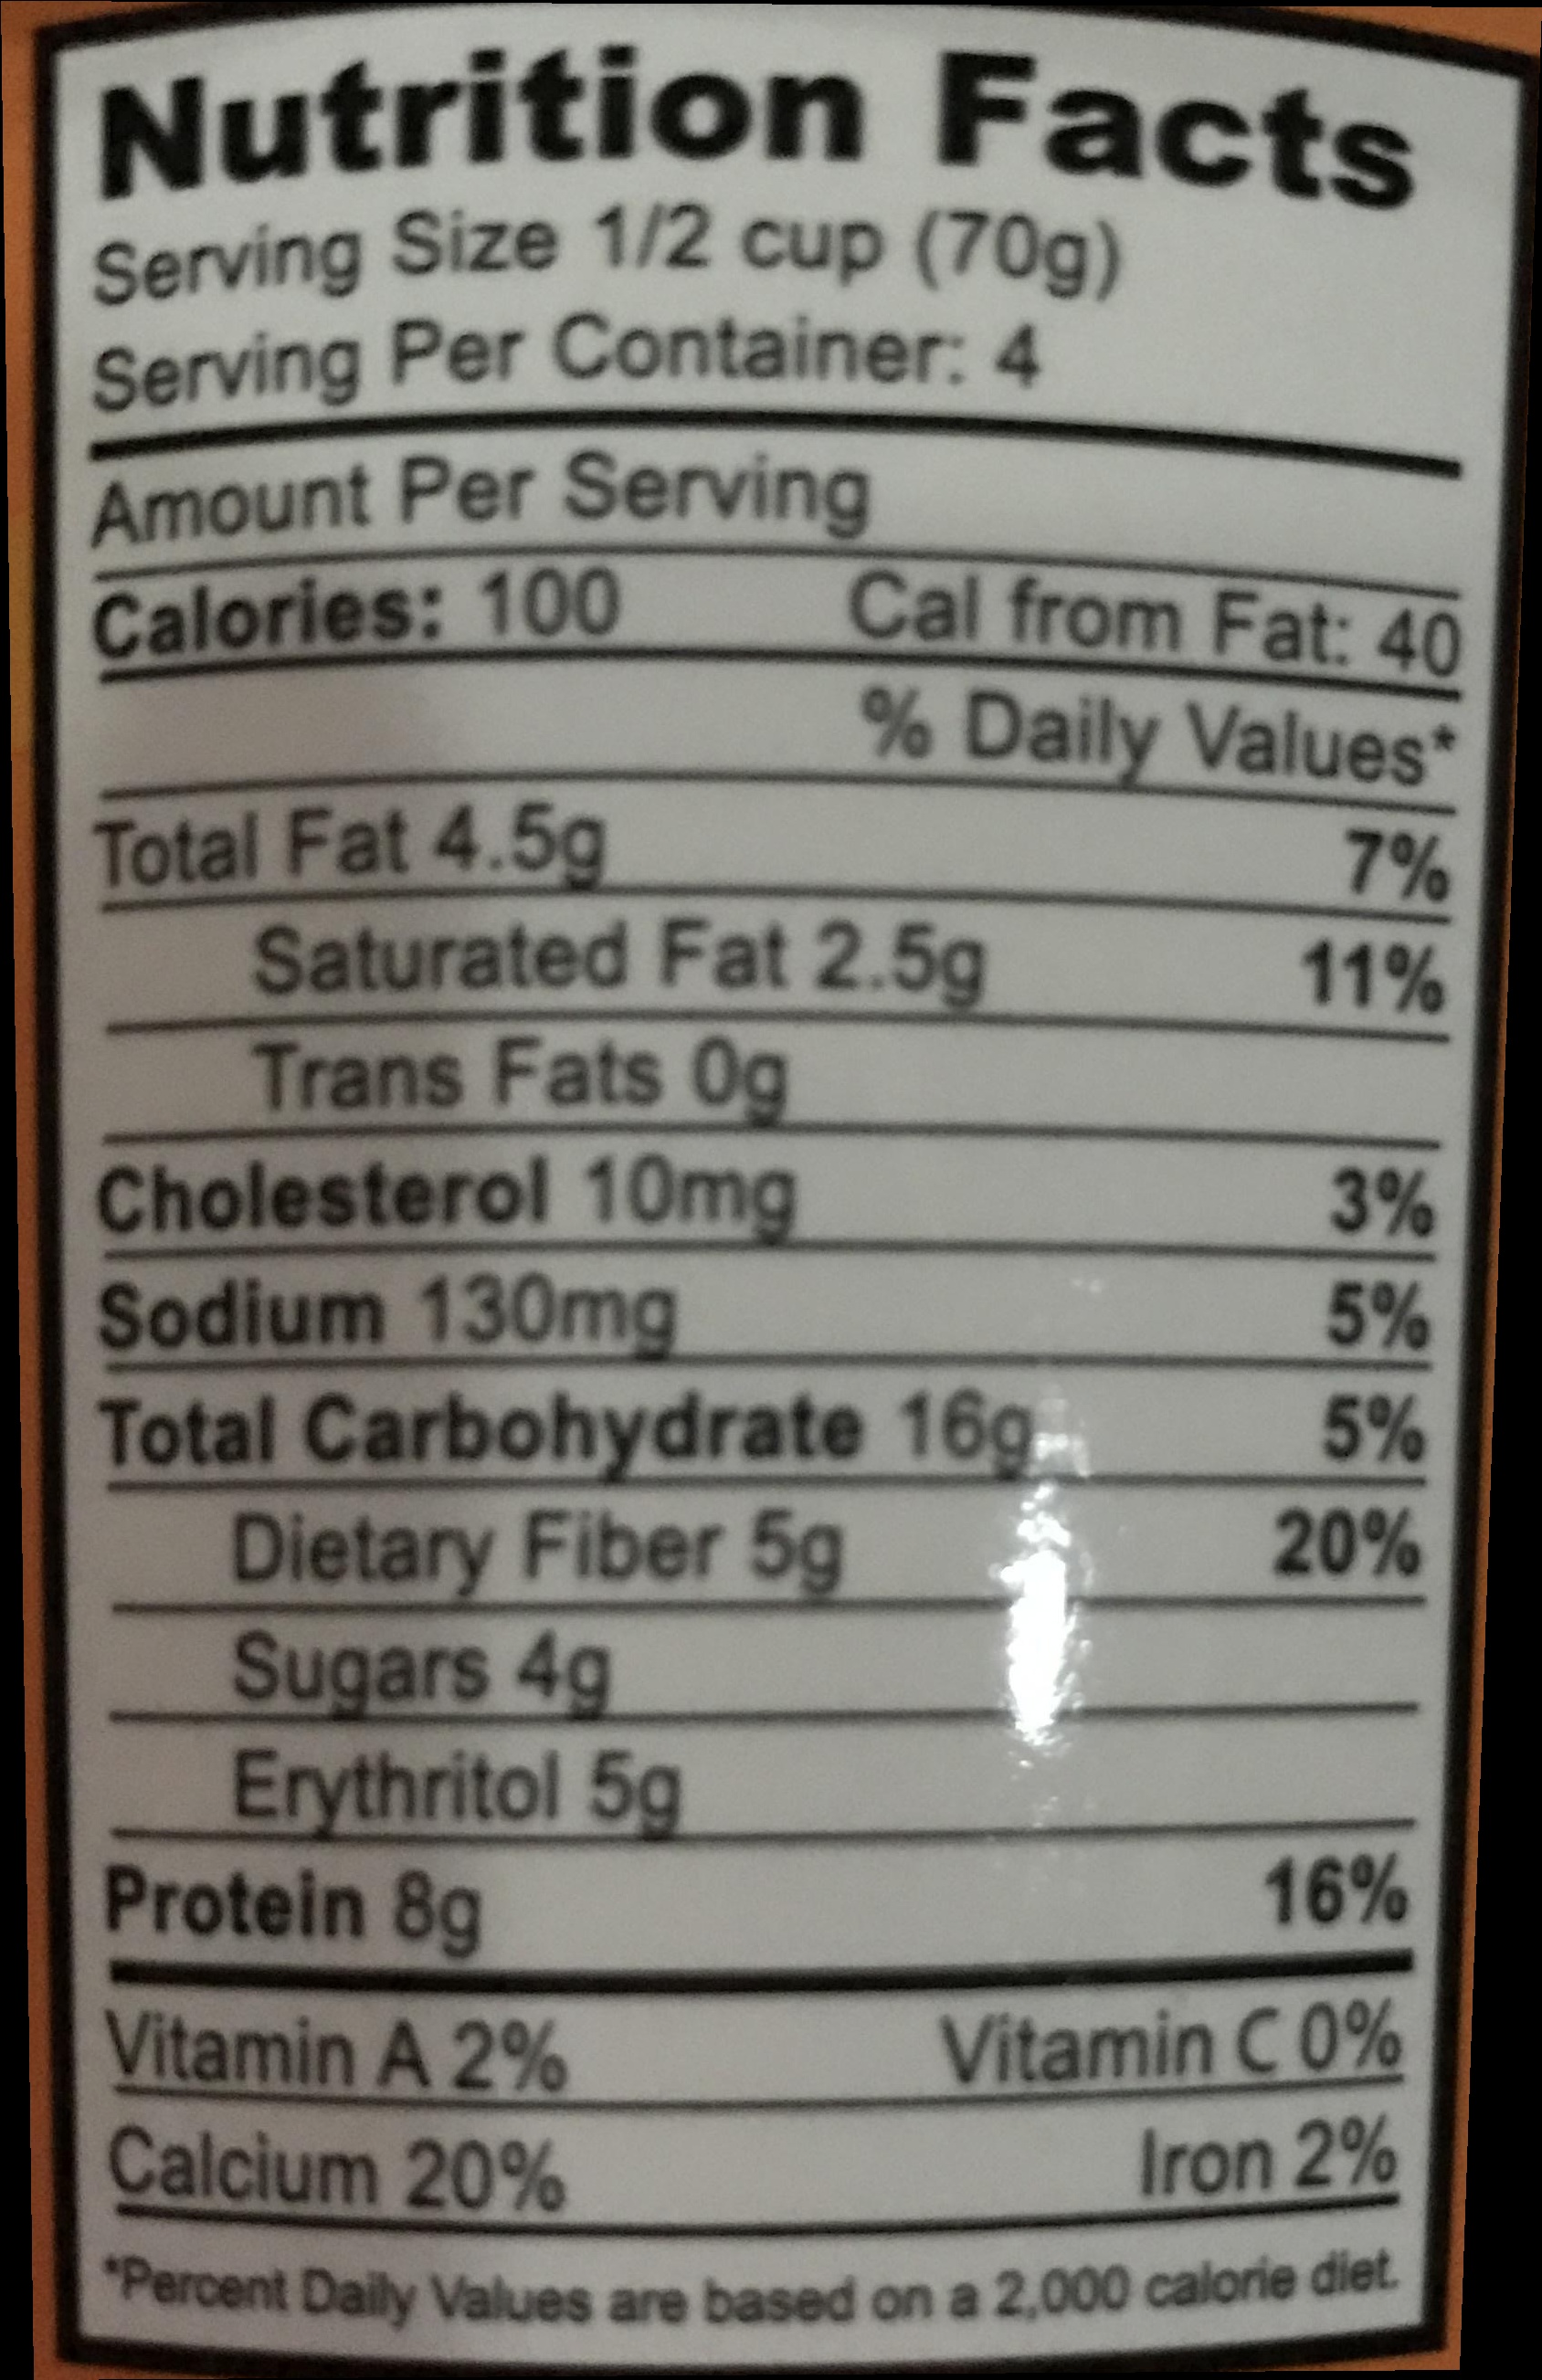 Nutrition Facts
Serving Size 1/2 cup (70g)
Serving Per Container: 4
Amount Per Serving
Calories: 100 Cal from Fat: 40
% Daily Values*
Total Fat 4.5g 7%
Saturated Fat 2.5g 11%
Trans Fats 0g
Cholesterol 10mg 3%
Sodium 130mg 5%
Total Carbohydrate 16g 5%
Dietary Fiber 5g 20%
Sugars 4g
Erythritol 5g
Protein 8g 16%
Vitamin A 2% Vitamin C 0%
Calcium 20% Iron 2%
*Percent Daily Values are based on a 2,000 calorie diet.